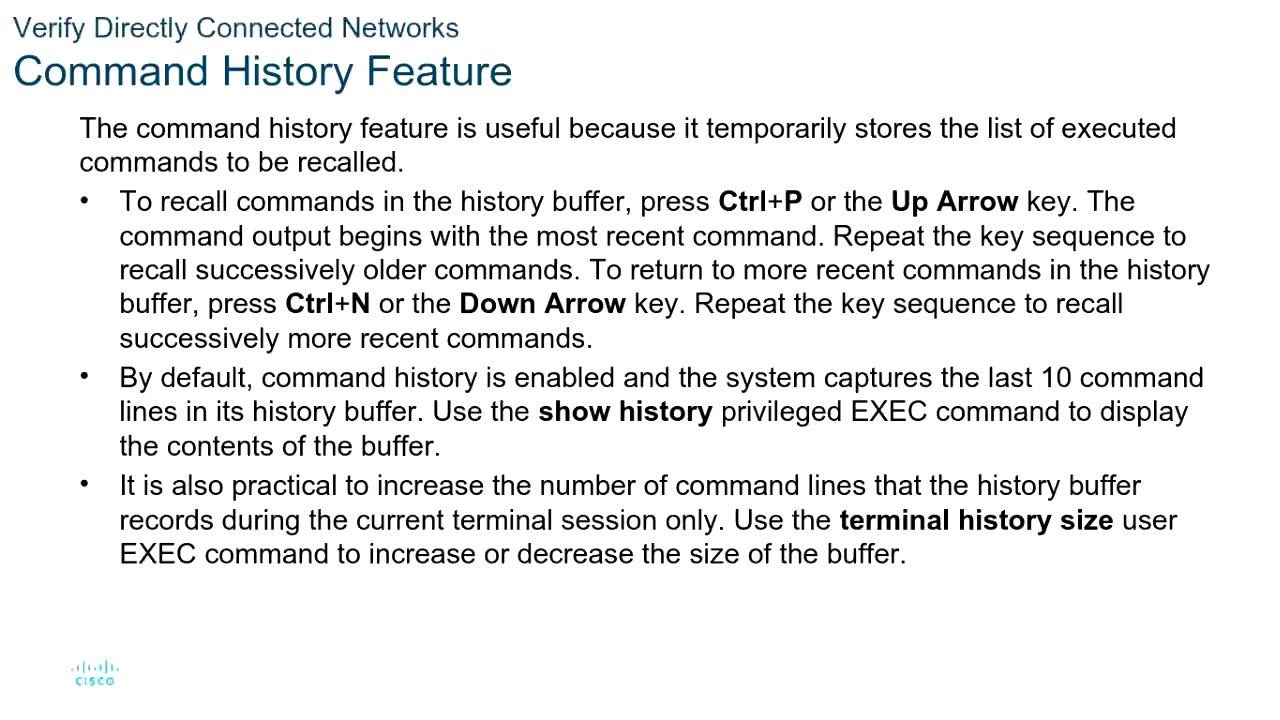 Verify Directly Connected Networks
Command History Feature
The command history feature is useful because it temporarily stores the list of executed
commands to be recalled.
• To recall commands in the history buffer, press Ctrl+P or the Up Arrow key. The
command output begins with the most recent command. Repeat the key sequence to
recall successively older commands. To return to more recent commands in the history
buffer, press Ctrl+N or the Down Arrow key. Repeat the key sequence to recall
successively more recent commands.
• By default, command history is enabled and the system captures the last 10 command
lines in its history buffer. Use the show history privileged EXEC command to display
the contents of the buffer.
• It is also practical to increase the number of command lines that the history buffer
records during the current terminal session only. Use the terminal history size user
EXEC command to increase or decrease the size of the buffer.
CISCO